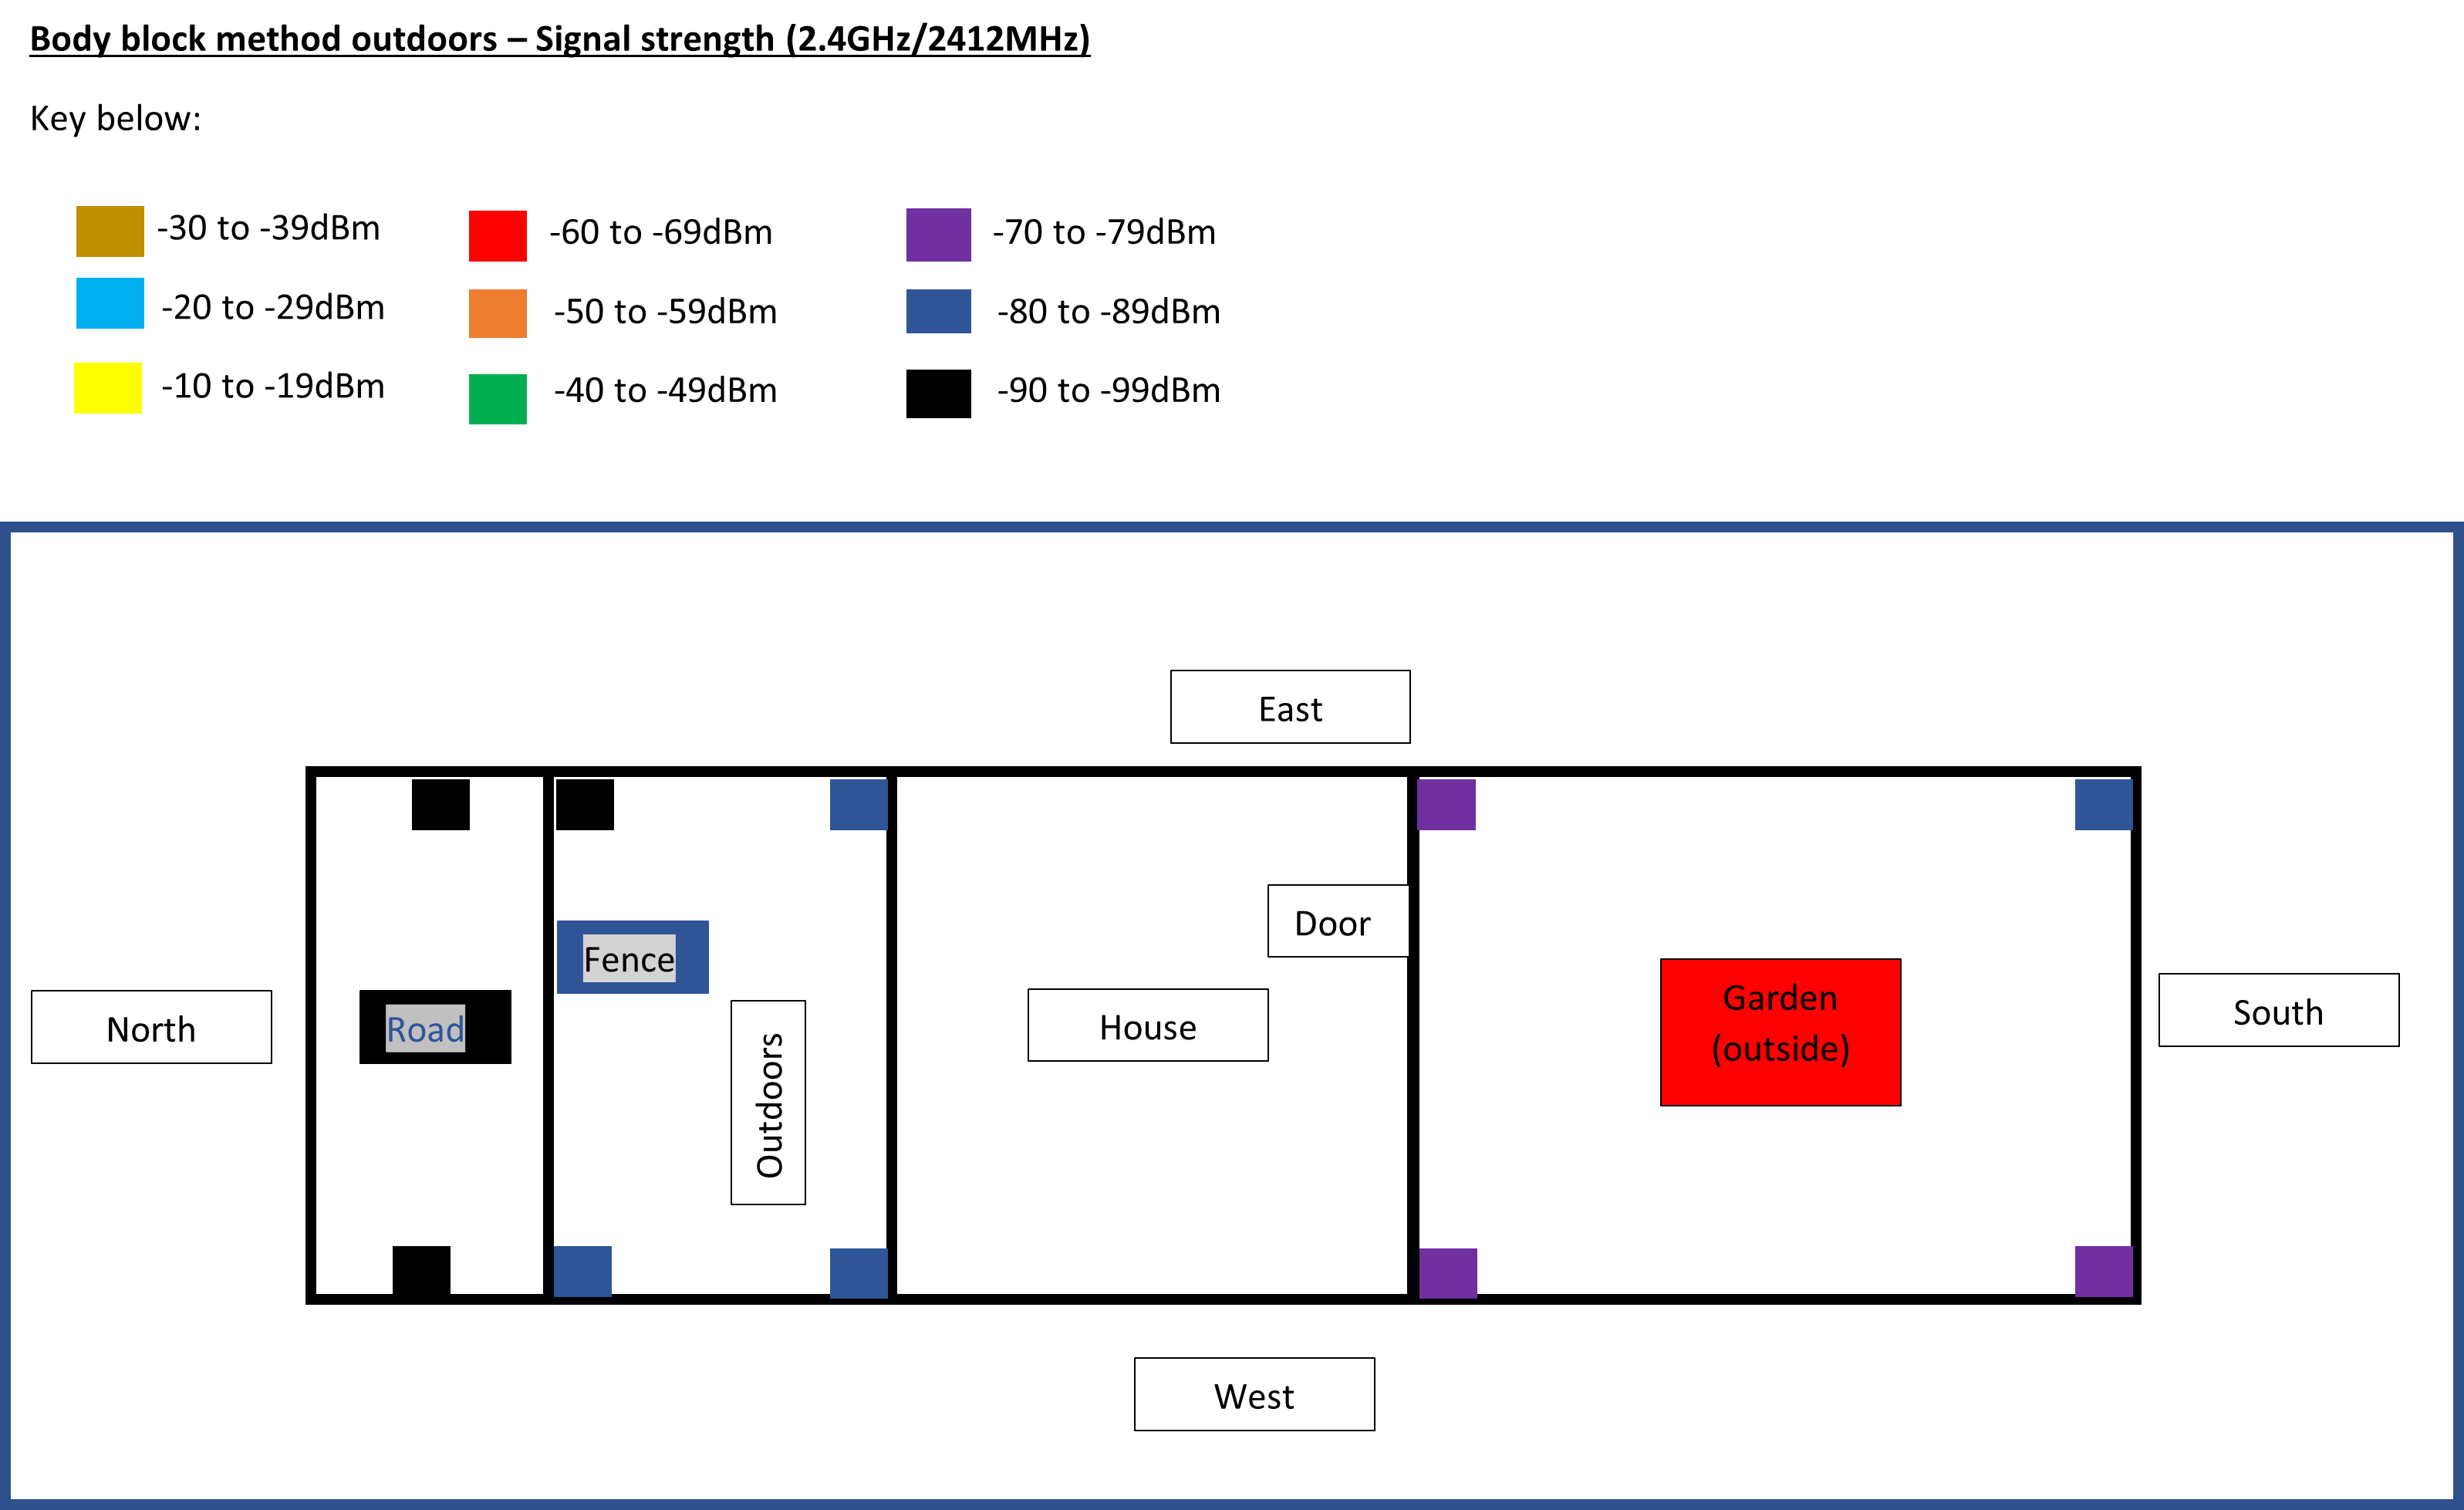 Body block method outdoors – Signal strength (2.4GHz/2412MHz)
Key below:
-30 to -39dBm
-60 to -69dBm
-70 to -79dBm
-20 to -29dBm
-50 to -59dBm
-80 to -89dBm
-10 to -19dBm
-40 to -49dBm
-90 to -99dBm
East
Door
Fence
Garden
(outside)
North
Road
Outdoors
House
South
West